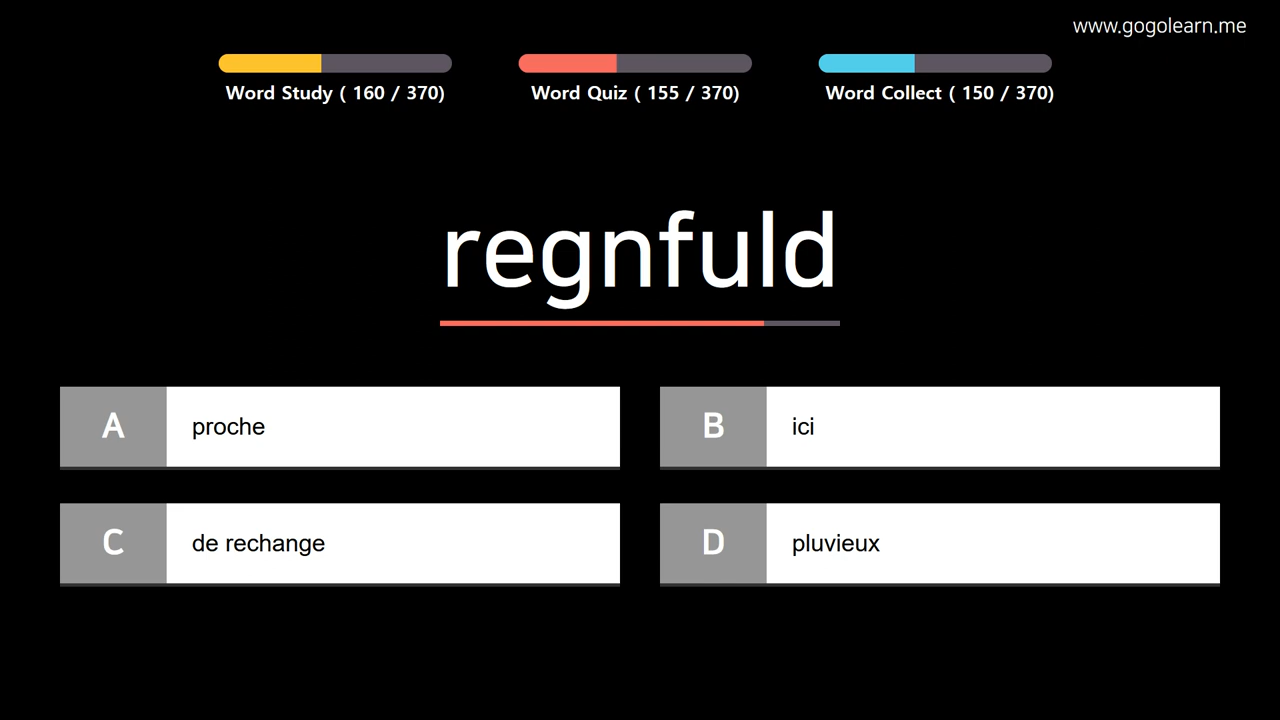 www.gogolearn.me
Word Study ( 160 / 370)
Word Quiz ( 155 / 370)
Word Collect ( 150 / 370)
regnfuld
A proche
B ici
C de rechange
D pluvieux